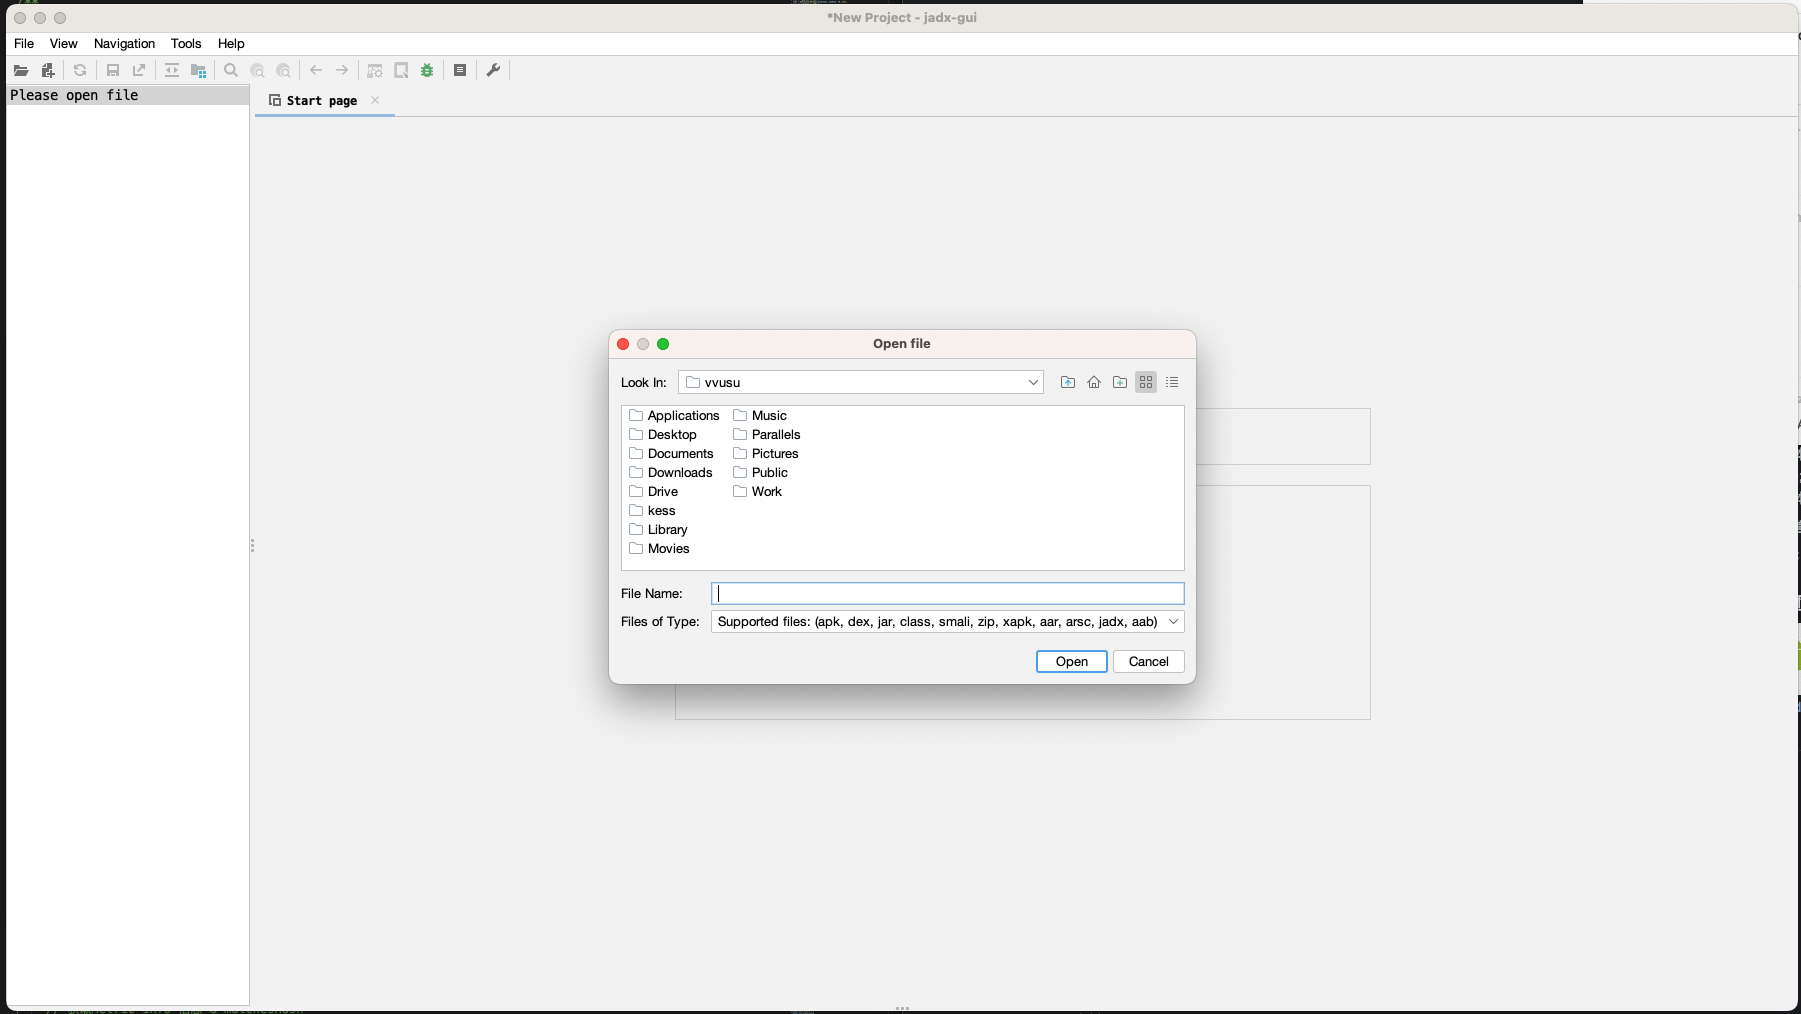 *New Project - jadx-gui
File View Navigation Tools Help
Please open file
Start page
Open file
Look In: vvusu
Applications
Desktop
Documents
Downloads
Drive
kess
Library
Movies
Music
Parallels
Pictures
Public
Work
File Name:
Files of Type: Supported files: (apk, dex, jar, class, smali, zip, xapk, aar, arsc, jadx, aab)
Open Cancel